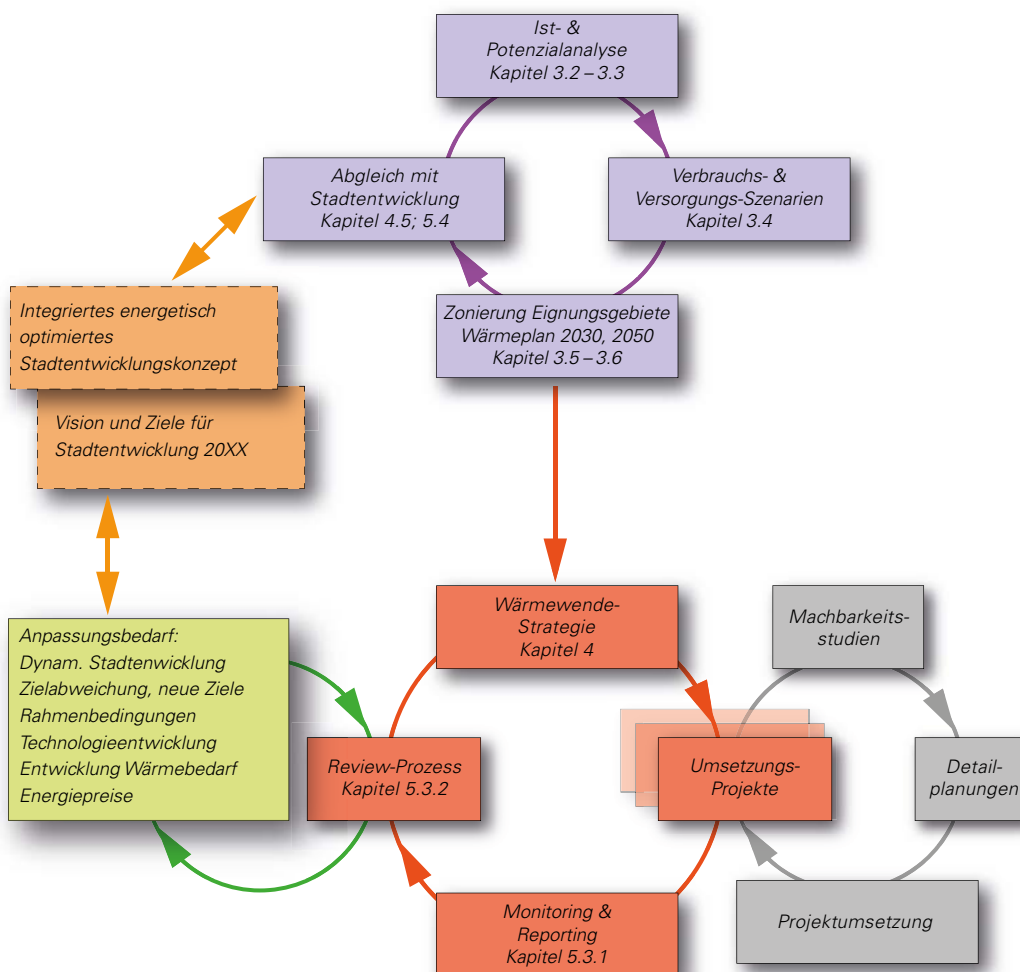 Ist- &
Potenzialanalyse
Kapitel 3.2 – 3.3
Abgleich mit
Stadtentwicklung
Kapitel 4.5; 5.4
Verbrauchs- &
Versorgungs-Szenarien
Kapitel 3.4
Zonierung Eignungsgebiete
Wärmeplan 2030, 2050
Kapitel 3.5 – 3.6
Integriertes energetisch
optimiertes
Stadtentwicklungskonzept
Vision und Ziele für
Stadtentwicklung 20XX
Wärmewende-
Strategie
Kapitel 4
Machbarkeits-
studien
Anpassungsbedarf:
Dynam. Stadtenwicklung
Zielabweichung, neue Ziele
Rahmenbedingungen
Technologieentwicklung
Entwicklung Wärmebedarf
Energiepreise
Review-Prozess
Kapitel 5.3.2
Umsetzungs-
Projekte
Detail-
planungen
Monitoring &
Reporting
Kapitel 5.3.1
Projektumsetzung